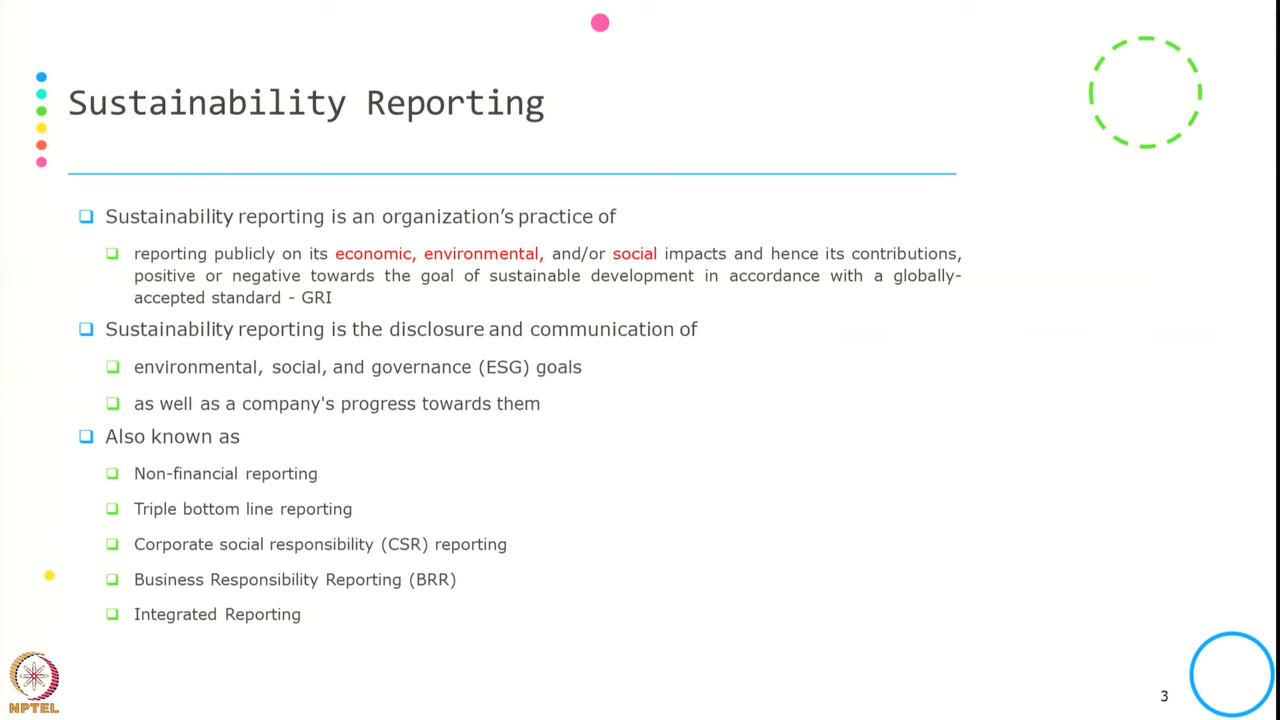 Sustainability Reporting
Sustainability reporting is an organization's practice of
reporting publicly on its economic, environmental, and/or social impacts and hence its contributions,
positive or negative towards the goal of sustainable development in accordance with a globally-
accepted standard - GRI
Sustainability reporting is the disclosure and communication of
environmental, social, and governance (ESG) goals
as well as a company's progress towards them
Also known as
Non-financial reporting
Triple bottom line reporting
Corporate social responsibility (CSR) reporting
Business Responsibility Reporting (BRR)
Integrated Reporting
NPTEL
3